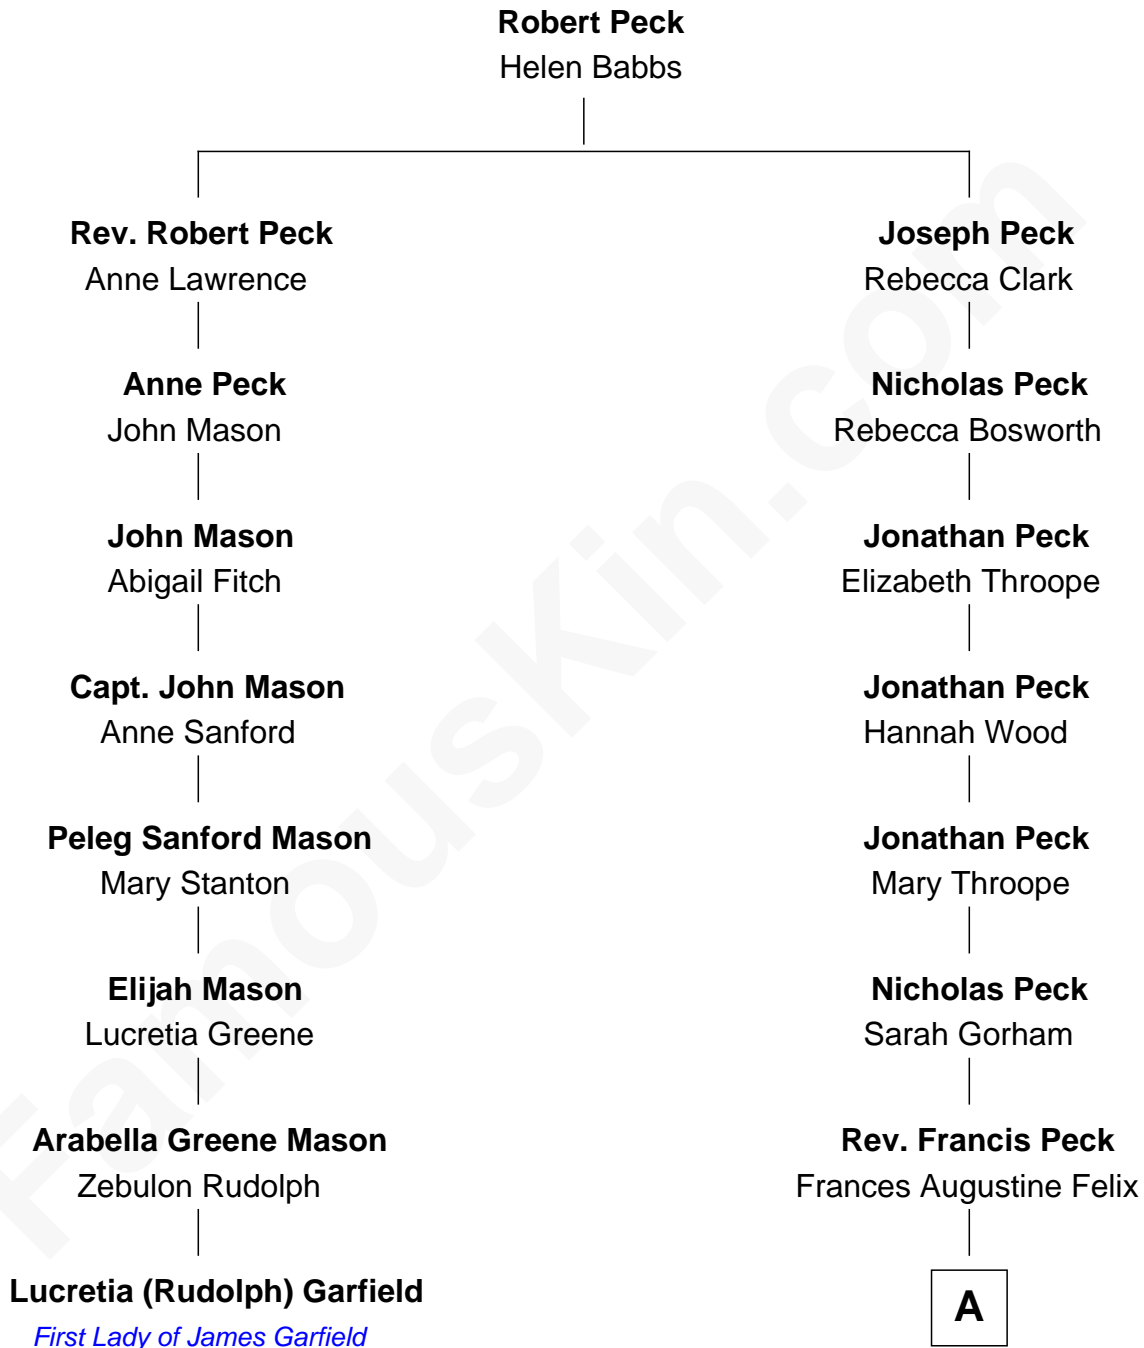 Robert Peck
Helen Babbs
Rev. Robert Peck
Anne Lawrence
Joseph Peck
Rebecca Clark
Anne Peck
John Mason
Nicholas Peck
Rebecca Bosworth
John Mason
Abigail Fitch
Jonathan Peck
Elizabeth Throope
Capt. John Mason
Anne Sanford
Jonathan Peck
Hannah Wood
Peleg Sanford Mason
Mary Stanton
Jonathan Peck
Mary Throope
Elijah Mason
Lucretia Greene
Nicholas Peck
Sarah Gorham
Arabella Greene Mason
Zebulon Rudolph
Rev. Francis Peck
Frances Augustine Felix
Lucretia (Rudolph) Garfield
First Lady of James Garfield
A
FamousKin.com